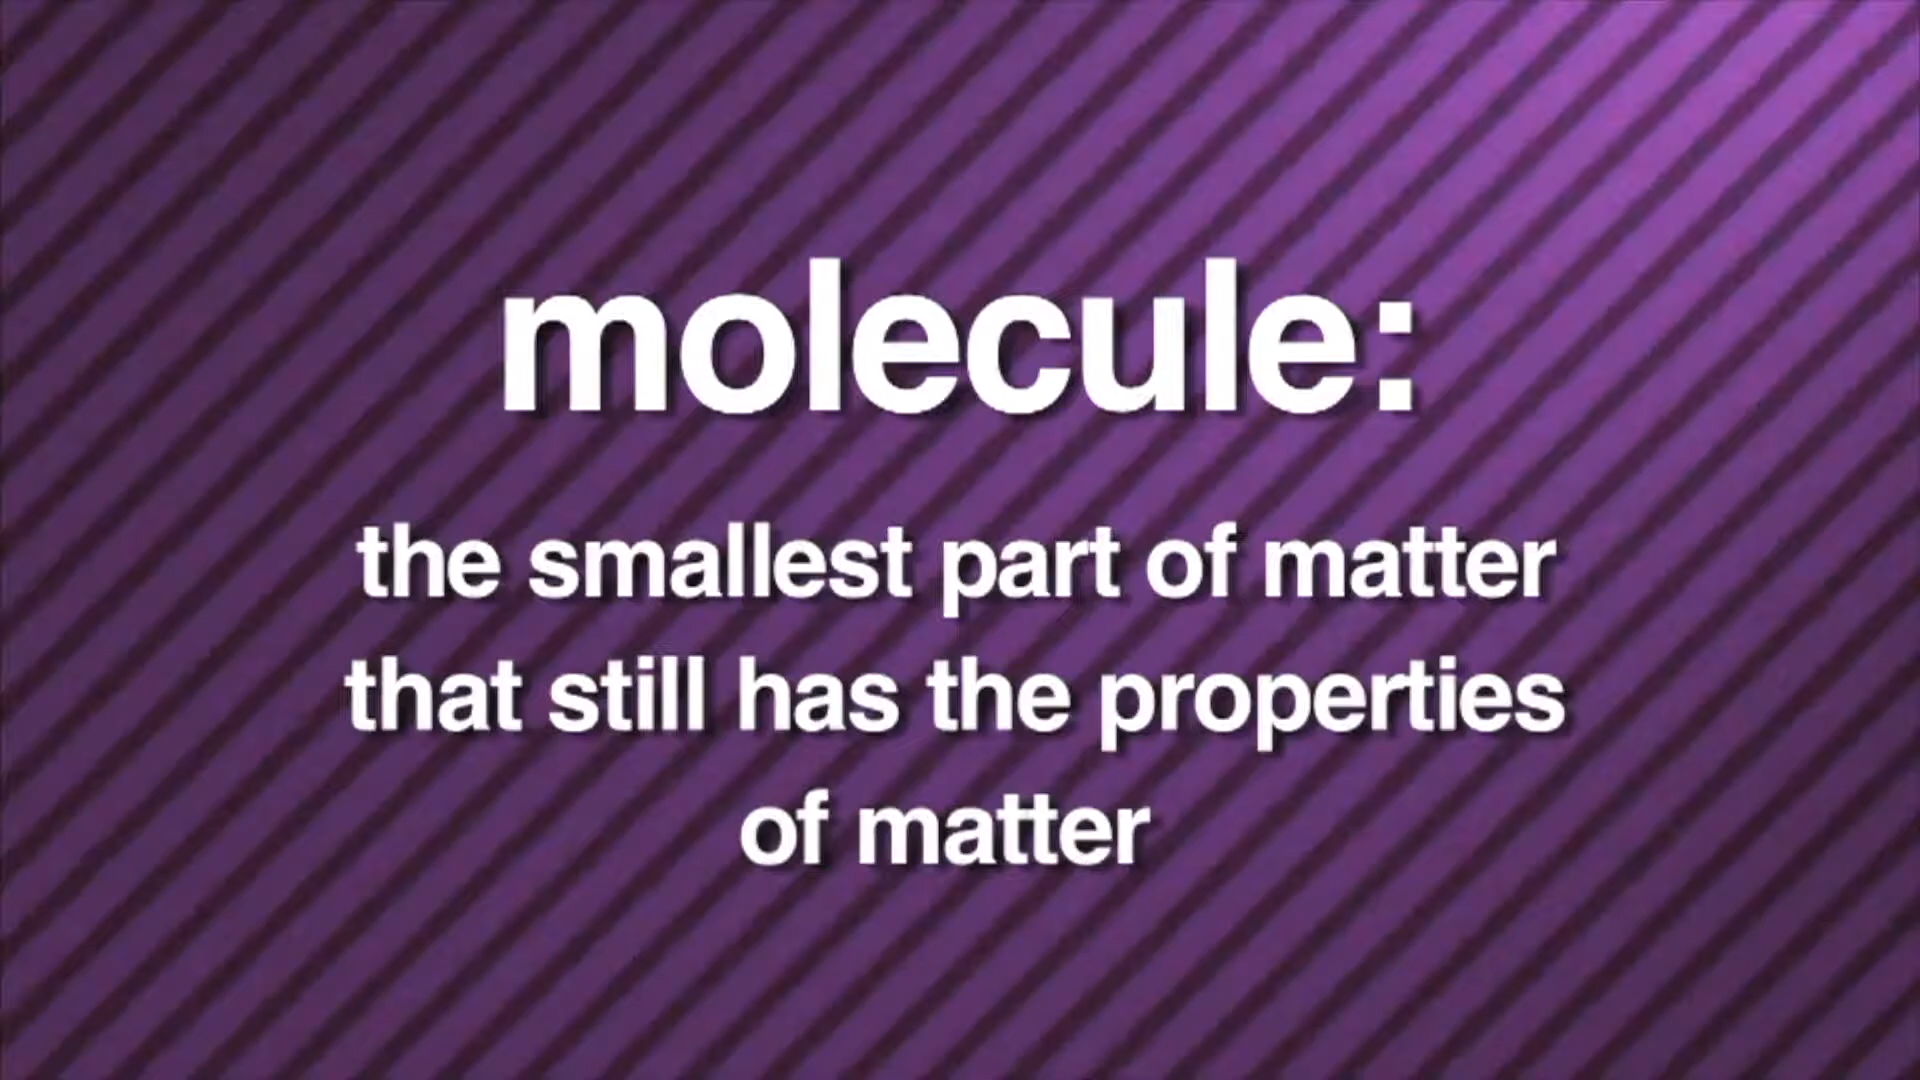 molecule:
the smallest part of matter
that still has the properties
of matter